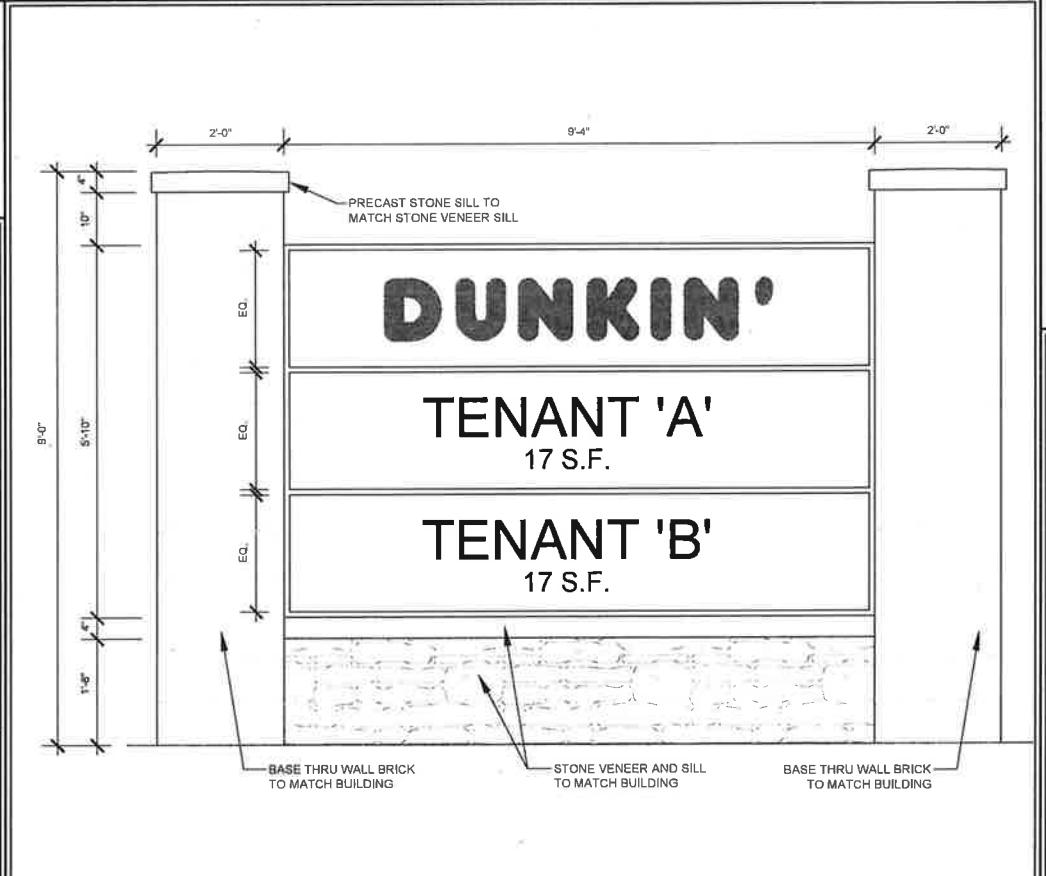 2'-0"
9'-4"
2'-0"
4"
PRECAST STONE SILL TO
MATCH STONE VENEER SILL
10"
DUNKIN'
EQ.
TENANT 'A'
17 S.F.
EQ.
9'-0"
5'-10"
TENANT 'B'
17 S.F.
EQ.
4"
1'-8"
BASE THRU WALL BRICK
TO MATCH BUILDING
STONE VENEER AND SILL
TO MATCH BUILDING
BASE THRU WALL BRICK
TO MATCH BUILDING